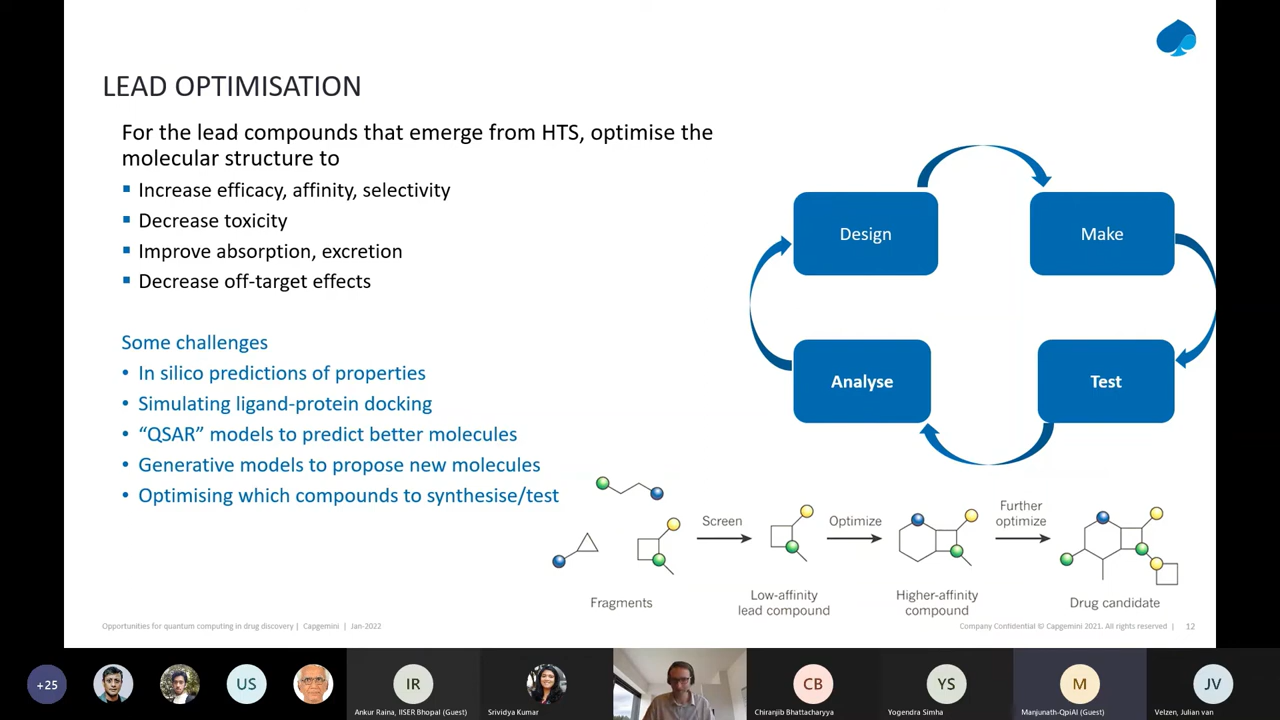 LEAD OPTIMISATION
For the lead compounds that emerge from HTS, optimise the
molecular structure to
▪ Increase efficacy, affinity, selectivity
▪ Decrease toxicity
▪ Improve absorption, excretion
▪ Decrease off-target effects
Some challenges
• In silico predictions of properties
• Simulating ligand-protein docking
• “QSAR” models to predict better molecules
• Generative models to propose new molecules
• Optimising which compounds to synthesise/test
Design
Make
Analyse
Test
Screen
Optimize
Further
optimize
Fragments
Low-affinity
lead compound
Higher-affinity
compound
Drug candidate
Opportunities for quantum computing in drug discovery | Capgemini | Jan-2022
Company Confidential © Capgemini 2021. All rights reserved | 12
+25
US
IR
Ankur Raina, IISER Bhopal (Guest)
Srividya Kumar
CB
Chiranjib Bhattacharyya
YS
Yogendra Simha
M
Manjunath-QpiAI (Guest)
JV
Velzen, Julian van